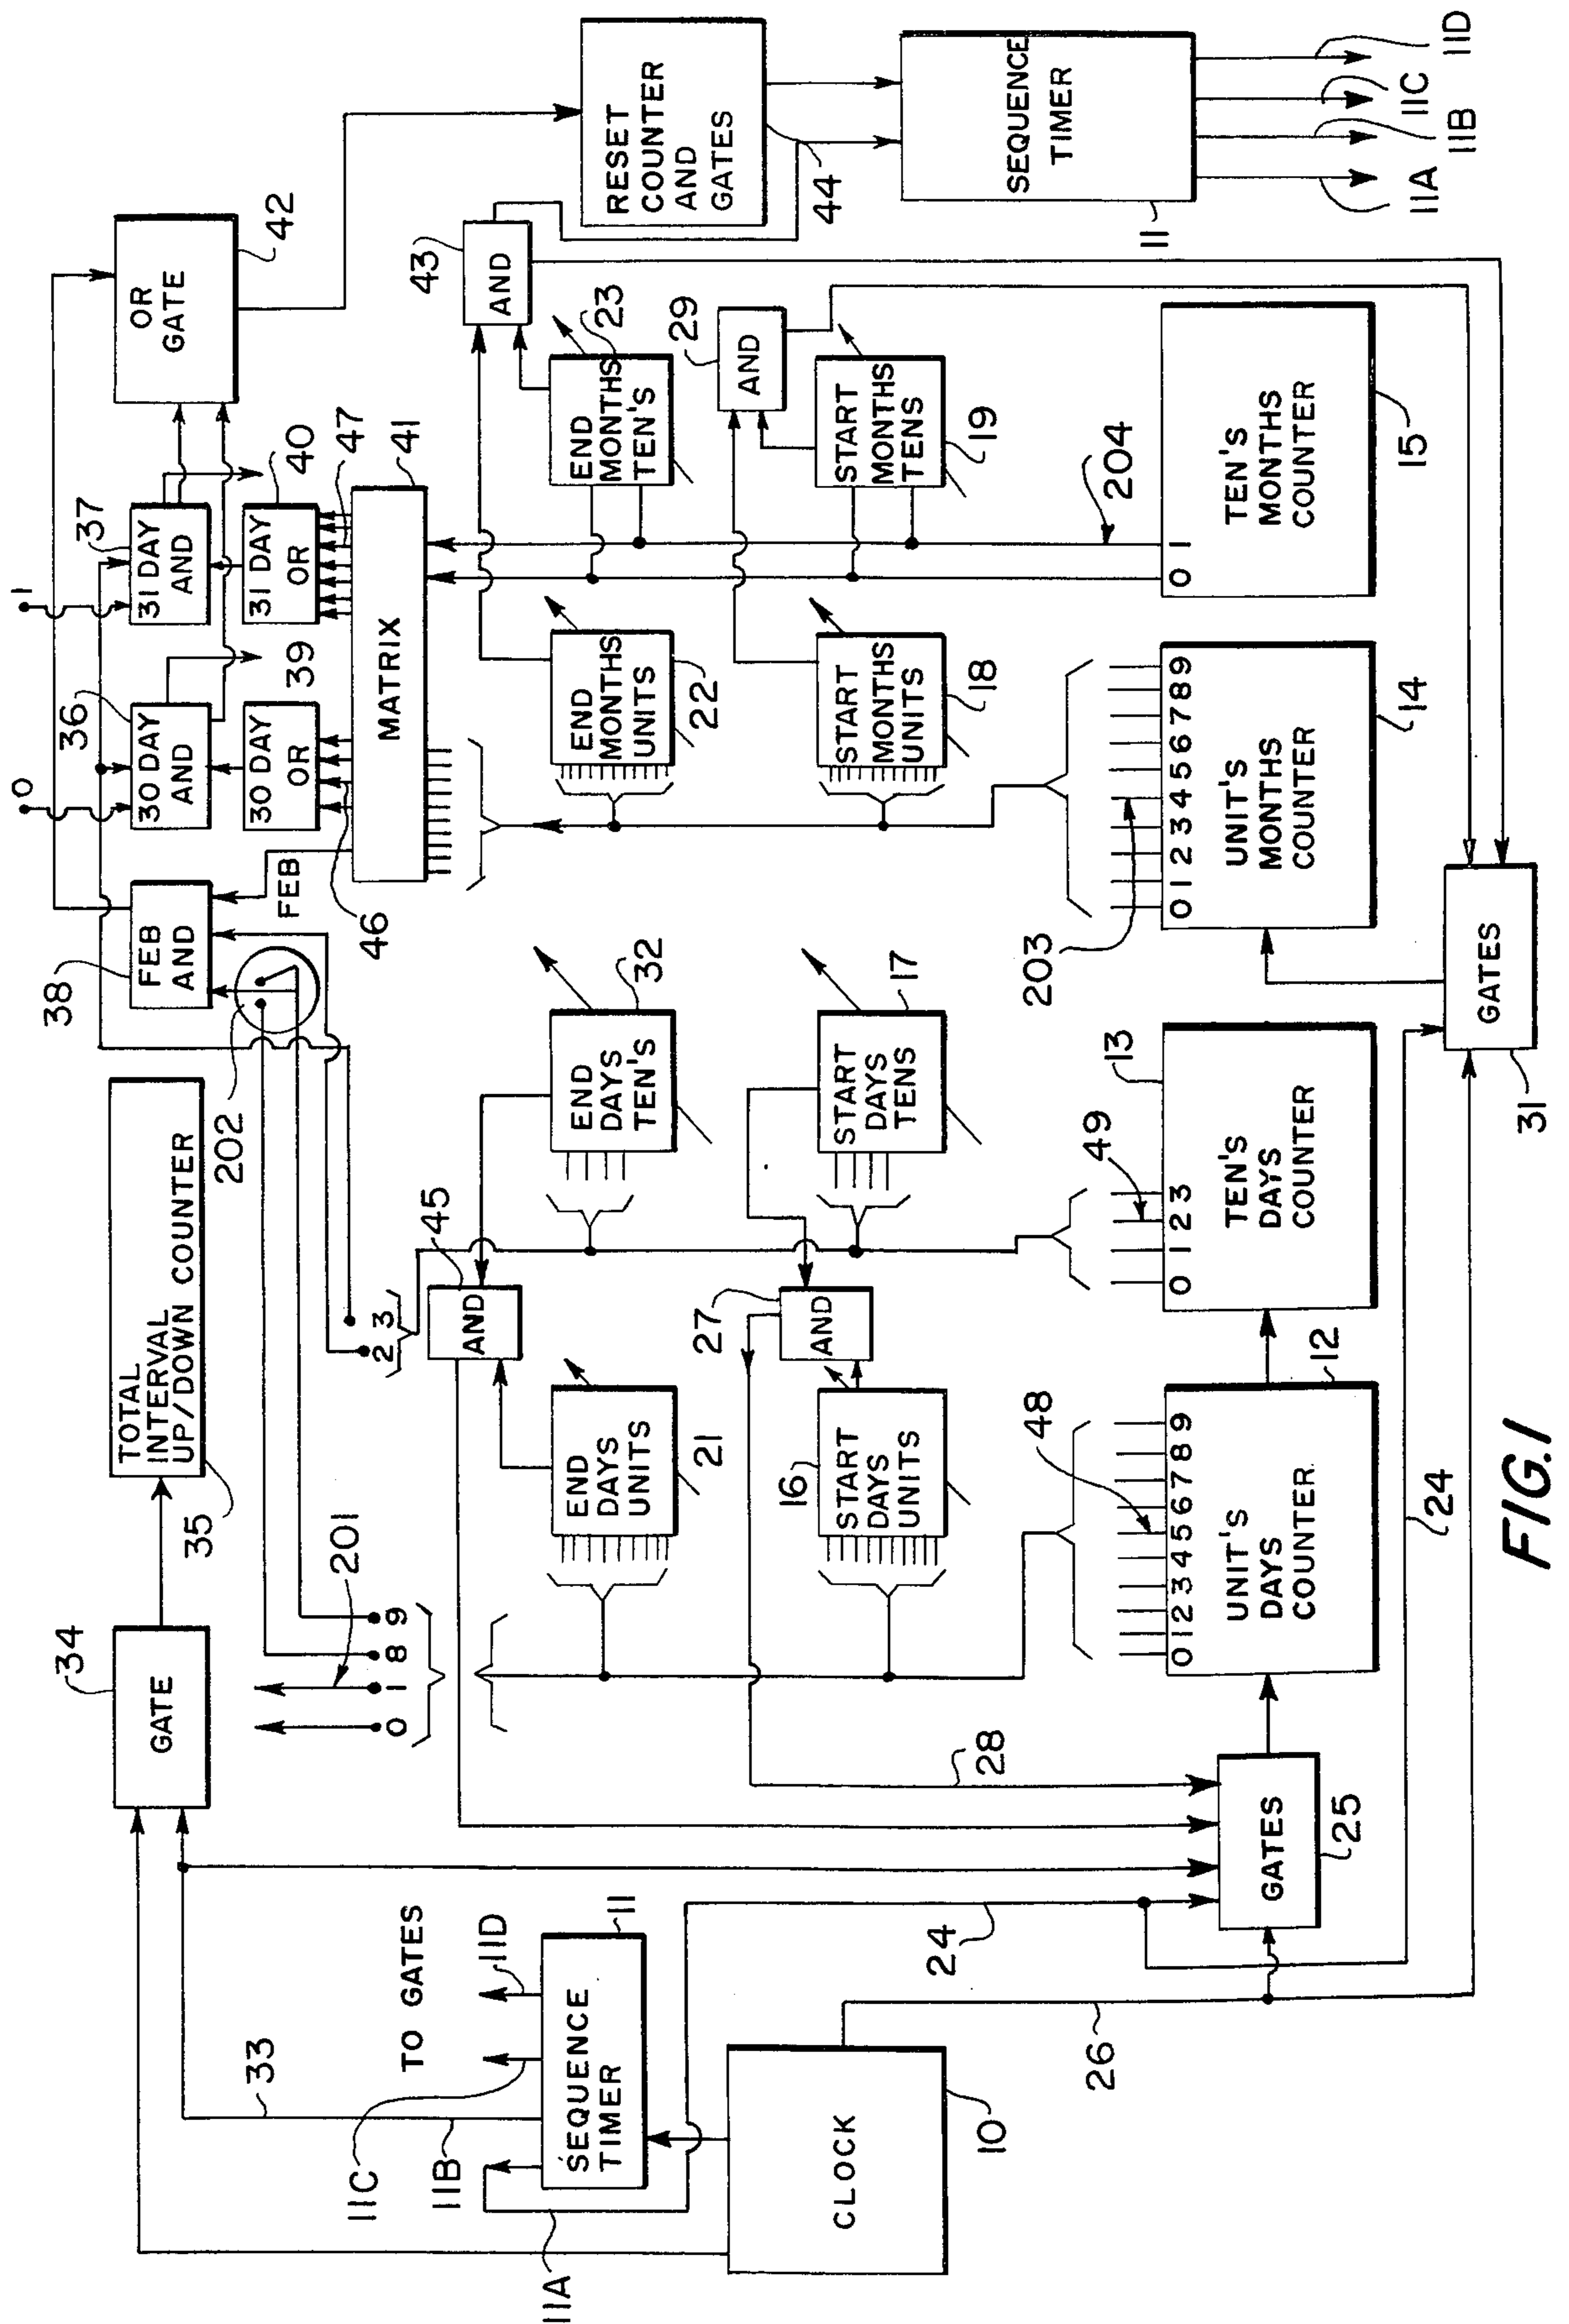 0
1
TOTAL
INTERVAL
UP/DOWN COUNTER
35
34
GATE
38
FEB
AND
36
30 DAY
AND
37
31 DAY
AND
OR
GATE
42
30 DAY
OR
39
31 DAY
OR
40
202
201
0
1
8
9
2
3
FEB
46
47
MATRIX
41
33
TO GATES
11A
11B
11C
11D
SEQUENCE
TIMER
11
45
AND
43
AND
END
DAYS
UNITS
21
END
DAYS
TEN'S
32
END
MONTHS
UNITS
22
END
MONTHS
TEN'S
23
RESET
COUNTER
AND
GATES
44
27
AND
29
AND
16
START
DAYS
UNITS
START
DAYS
TENS
17
START
MONTHS
UNITS
18
START
MONTHS
TENS
19
SEQUENCE
TIMER
11
11A
11B
11C
11D
CLOCK
10
26
24
28
GATES
25
48
0 1 2 3 4 5 6 7 8 9
UNIT'S
DAYS
COUNTER
12
49
0 1 2 3
TEN'S
DAYS
COUNTER
13
203
0 1 2 3 4 5 6 7 8 9
UNIT'S
MONTHS
COUNTER
14
204
0 1
TEN'S
MONTHS
COUNTER
15
24
GATES
31
FIG.1